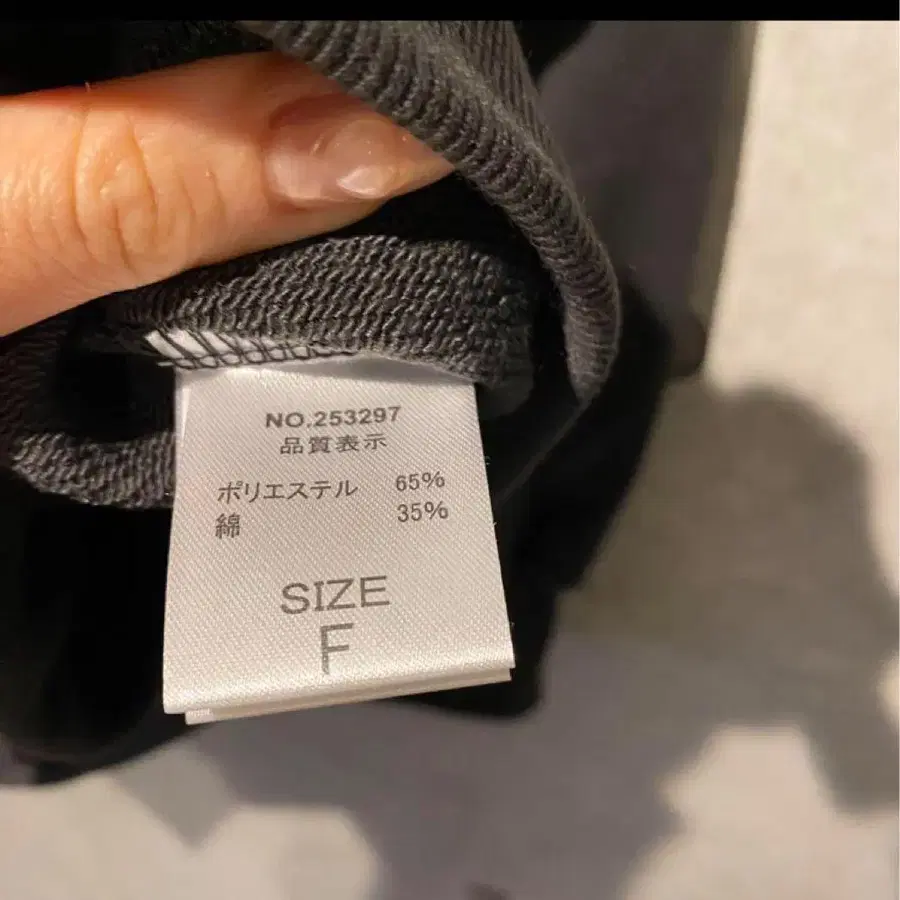 NO.253297
品質表示
ポリエステル 65%
綿 35%
SIZE
F